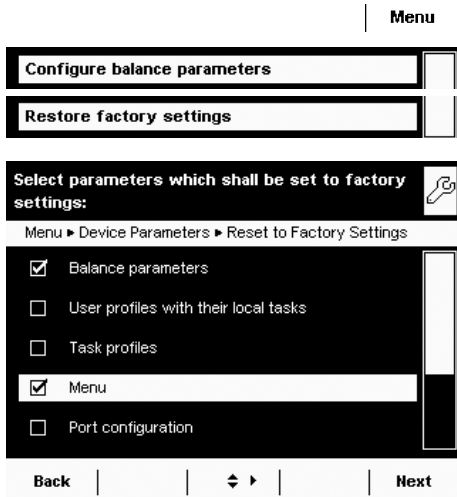 Menu
Configure balance parameters
Restore factory settings
Select parameters which shall be set to factory
settings:
Menu ▸ Device Parameters ▸ Reset to Factory Settings
Balance parameters
User profiles with their local tasks
Task profiles
Menu
Port configuration
Back Next